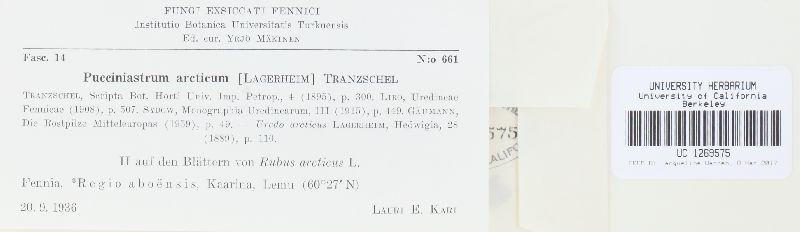 FUNGI EXSICCATI FENNICI
Instituto Botanica Universitatis Turkuensis
Ed. cur. YRJÖ MÄKINEN
Fasc. 14 N:o 661
Pucciniastrum arcticum [LAGERHEIM] TRANZSCHEL
TRANZSCHEL, Scripta Bot. Horti Univ. Imp. Petrop., 4 (1895), p. 300. LIRO, Uredineae
Fennicae (1908), p. 507. SYDOW, Monographia Uredinearum, III (1915), p. 449. GÄUMANN,
Die Rostpilze Mitteleuropas (1959), p. 49. — Uredo arcticus LAGERHEIM, Hedwigia, 28
(1889), p. 110.
II auf den Blättern von Rubus arcticus L.
Fennia. *Regio aboënsis, Kaarina, Lemu (60°27' N)
20. 9. 1936 LAURI E. KARI
575
CALIFO
UNIVERSITY HERBARIUM
University of California
Berkeley
UC 1269575